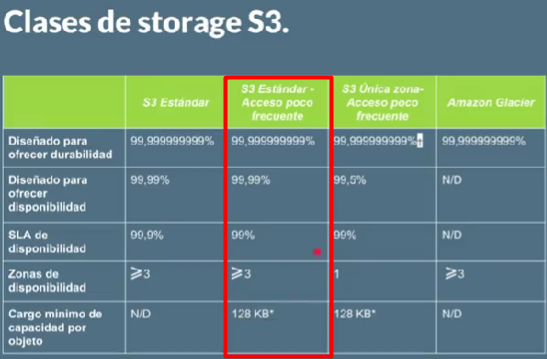 Clases de storage S3.
S3 Estándar
S3 Estándar -
Acceso poco
frecuente
S3 Única zona-
Acceso poco
frecuente
Amazon Glacier
Diseñado para
ofrecer durabilidad
99,999999999%
99,999999999%
99,999999999%
99,999999999%
Diseñado para
ofrecer
disponibilidad
99,99%
99,99%
99,5%
N/D
SLA de
disponibilidad
99,9%
99%
99%
N/D
Zonas de
disponibilidad
⩾3
⩾3
1
⩾3
Cargo mínimo de
capacidad por
objeto
N/D
128 KB*
128 KB*